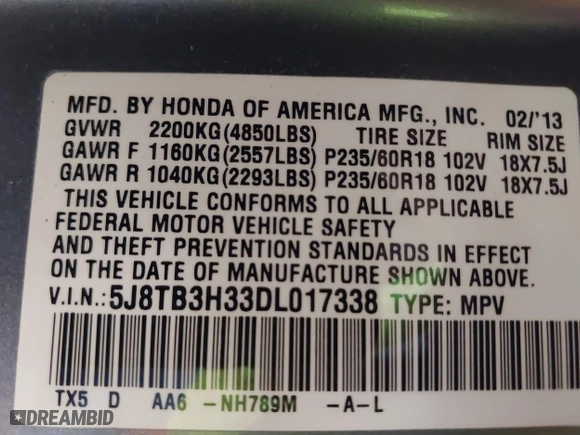 MFD. BY HONDA OF AMERICA MFG., INC. 02/'13
GVWR 2200KG(4850LBS) TIRE SIZE RIM SIZE
GAWR F 1160KG(2557LBS) P235/60R18 102V 18X7.5J
GAWR R 1040KG(2293LBS) P235/60R18 102V 18X7.5J
THIS VEHICLE CONFORMS TO ALL APPLICABLE
FEDERAL MOTOR VEHICLE SAFETY
AND THEFT PREVENTION STANDARDS IN EFFECT
ON THE DATE OF MANUFACTURE SHOWN ABOVE.
V.I.N.:5J8TB3H33DL017338 TYPE: MPV
TX5 D AA6 -NH789M -A-L
DREAMBID